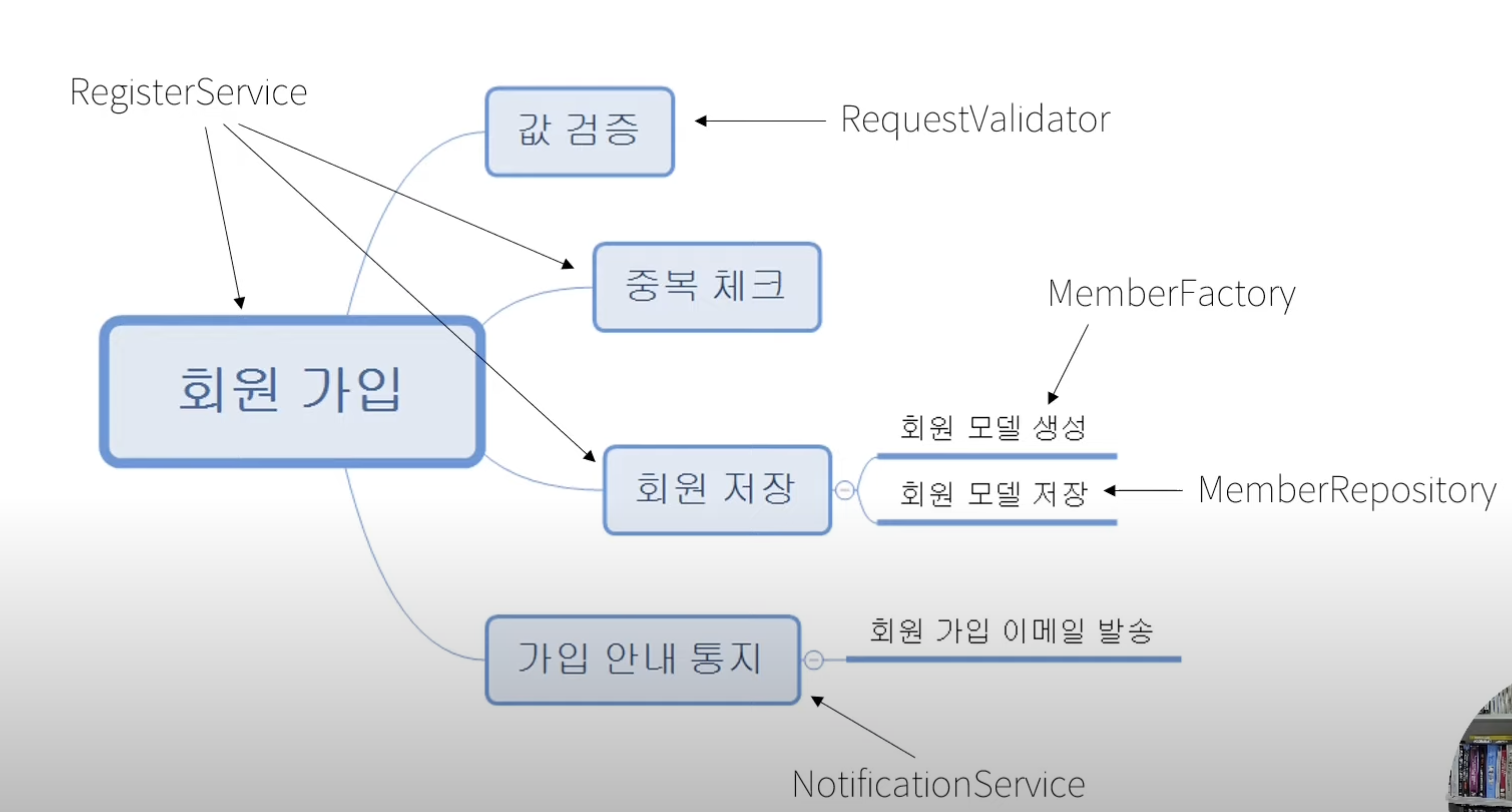 RegisterService
값 검증
RequestValidator
중복 체크
MemberFactory
회원 가입
회원 모델 생성
회원 저장
회원 모델 저장
MemberRepository
회원 가입 이메일 발송
가입 안내 통지
NotificationService